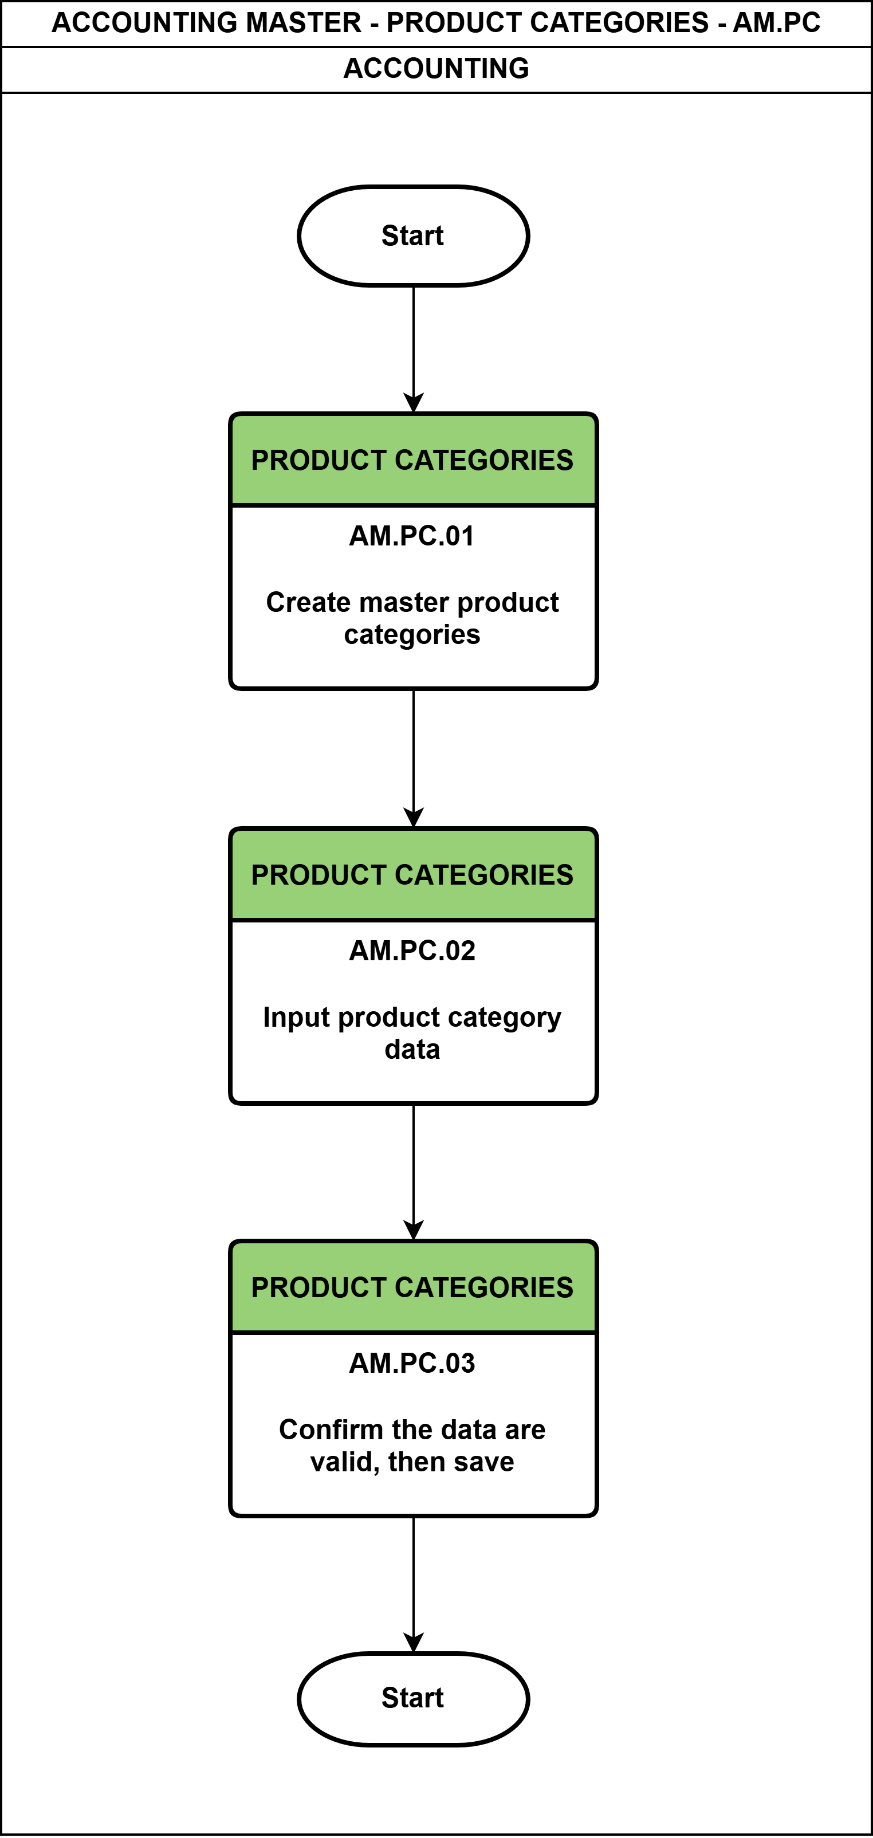 ACCOUNTING MASTER - PRODUCT CATEGORIES - AM.PC
ACCOUNTING
Start
PRODUCT CATEGORIES
AM.PC.01
Create master product
categories
PRODUCT CATEGORIES
AM.PC.02
Input product category
data
PRODUCT CATEGORIES
AM.PC.03
Confirm the data are
valid, then save
Start